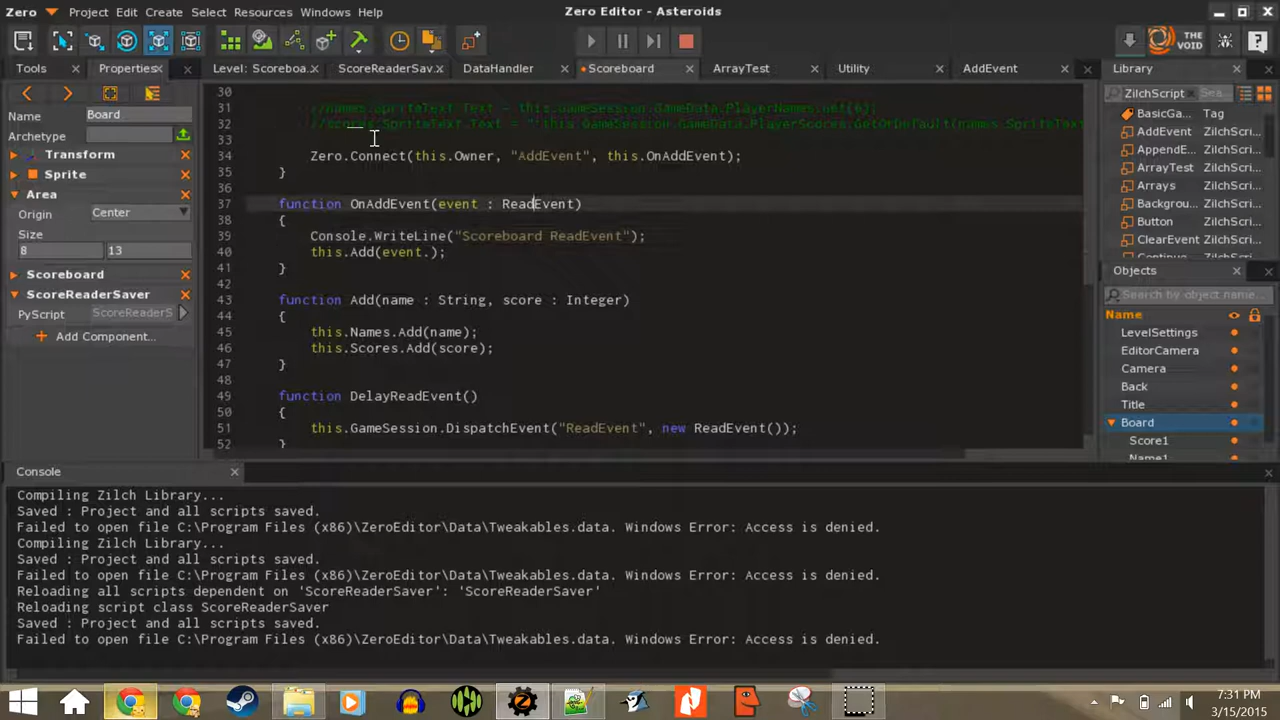 Zero Project Edit Create Select Resources Windows Help Zero Editor - Asteroids
THE VOID
Tools Properties Level: Scoreboa... ScoreReaderSav... DataHandler Scoreboard ArrayTest Utility AddEvent Library
Name Board
Archetype
Transform
Sprite
Area
Origin Center
Size
8 13
Scoreboard
ScoreReaderSaver
PyScript ScoreReaderS
+ Add Component...
30
31
32
33
34 Zero.Connect(this.Owner, "AddEvent", this.OnAddEvent);
35 }
36
37 function OnAddEvent(event : ReadEvent)
38 {
39 Console.WriteLine("Scoreboard ReadEvent");
40 this.Add(event.);
41 }
42
43 function Add(name : String, score : Integer)
44 {
45 this.Names.Add(name);
46 this.Scores.Add(score);
47 }
48
49 function DelayReadEvent()
50 {
51 this.GameSession.DispatchEvent("ReadEvent", new ReadEvent());
52 }
ZilchScript Sea
BasicGa... Tag
AddEvent ZilchScri...
AppendE... ZilchScri...
ArrayTest ZilchScri...
Arrays ZilchScri...
Backgrou... ZilchScri...
Button ZilchScri...
ClearEvent ZilchScri...
Continue ZilchScri...
Objects
Search by object name...
Name
LevelSettings
EditorCamera
Camera
Back
Title
Board
Score1
Name1
Console
Compiling Zilch Library...
Saved : Project and all scripts saved.
Failed to open file C:\Program Files (x86)\ZeroEditor\Data\Tweakables.data. Windows Error: Access is denied.
Compiling Zilch Library...
Saved : Project and all scripts saved.
Failed to open file C:\Program Files (x86)\ZeroEditor\Data\Tweakables.data. Windows Error: Access is denied.
Reloading all scripts dependent on 'ScoreReaderSaver': 'ScoreReaderSaver'
Reloading script class ScoreReaderSaver
Saved : Project and all scripts saved.
Failed to open file C:\Program Files (x86)\ZeroEditor\Data\Tweakables.data. Windows Error: Access is denied.
7:31 PM
3/15/2015